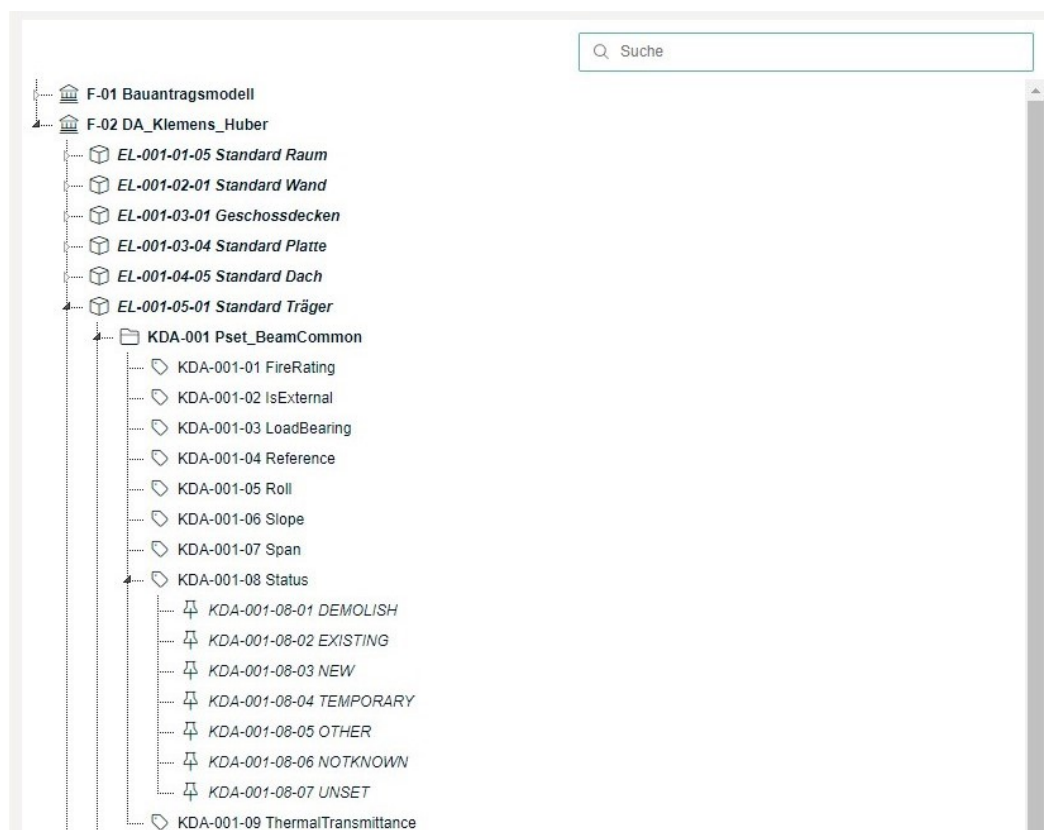 Suche
F-01 Bauantragsmodell
F-02 DA_Klemens_Huber
EL-001-01-05 Standard Raum
EL-001-02-01 Standard Wand
EL-001-03-01 Geschossdecken
EL-001-03-04 Standard Platte
EL-001-04-05 Standard Dach
EL-001-05-01 Standard Träger
KDA-001 Pset_BeamCommon
KDA-001-01 FireRating
KDA-001-02 IsExternal
KDA-001-03 LoadBearing
KDA-001-04 Reference
KDA-001-05 Roll
KDA-001-06 Slope
KDA-001-07 Span
KDA-001-08 Status
KDA-001-08-01 DEMOLISH
KDA-001-08-02 EXISTING
KDA-001-08-03 NEW
KDA-001-08-04 TEMPORARY
KDA-001-08-05 OTHER
KDA-001-08-06 NOTKNOWN
KDA-001-08-07 UNSET
KDA-001-09 ThermalTransmittance